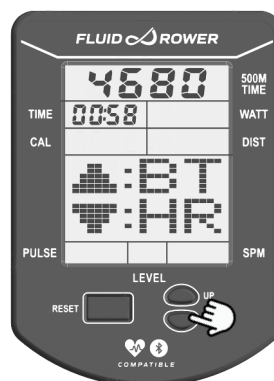 FLUID ROWER
4680
500M
TIME
TIME
00:58
WATT
CAL
DIST
▲:BT
▼:HR
PULSE
SPM
LEVEL
RESET
UP
COMPATIBLE